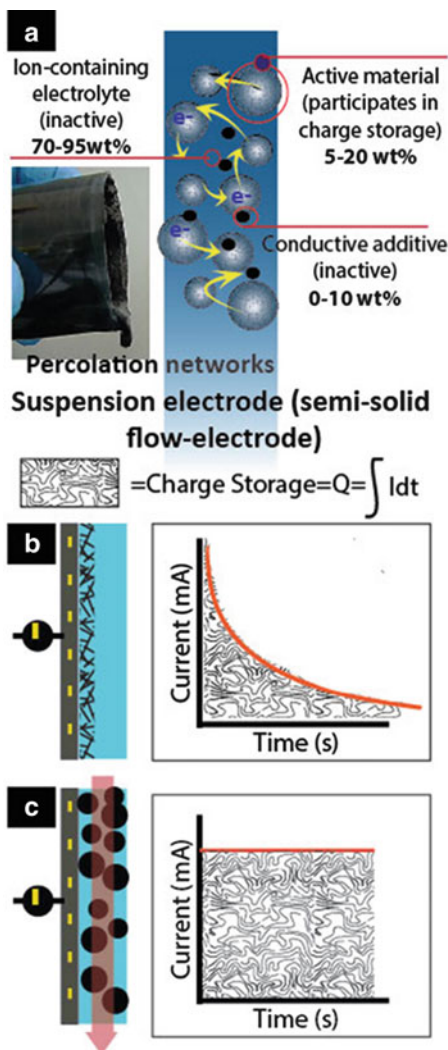 a
Ion-containing
electrolyte
(inactive)
70-95wt%
Active material
(participates in
charge storage)
5-20 wt%
e-
e-
e-
Conductive additive
(inactive)
0-10 wt%
Percolation networks
Suspension electrode (semi-solid
flow-electrode)
=Charge Storage=Q=∫Idt
b
Current (mA)
Time (s)
c
Current (mA)
Time (s)